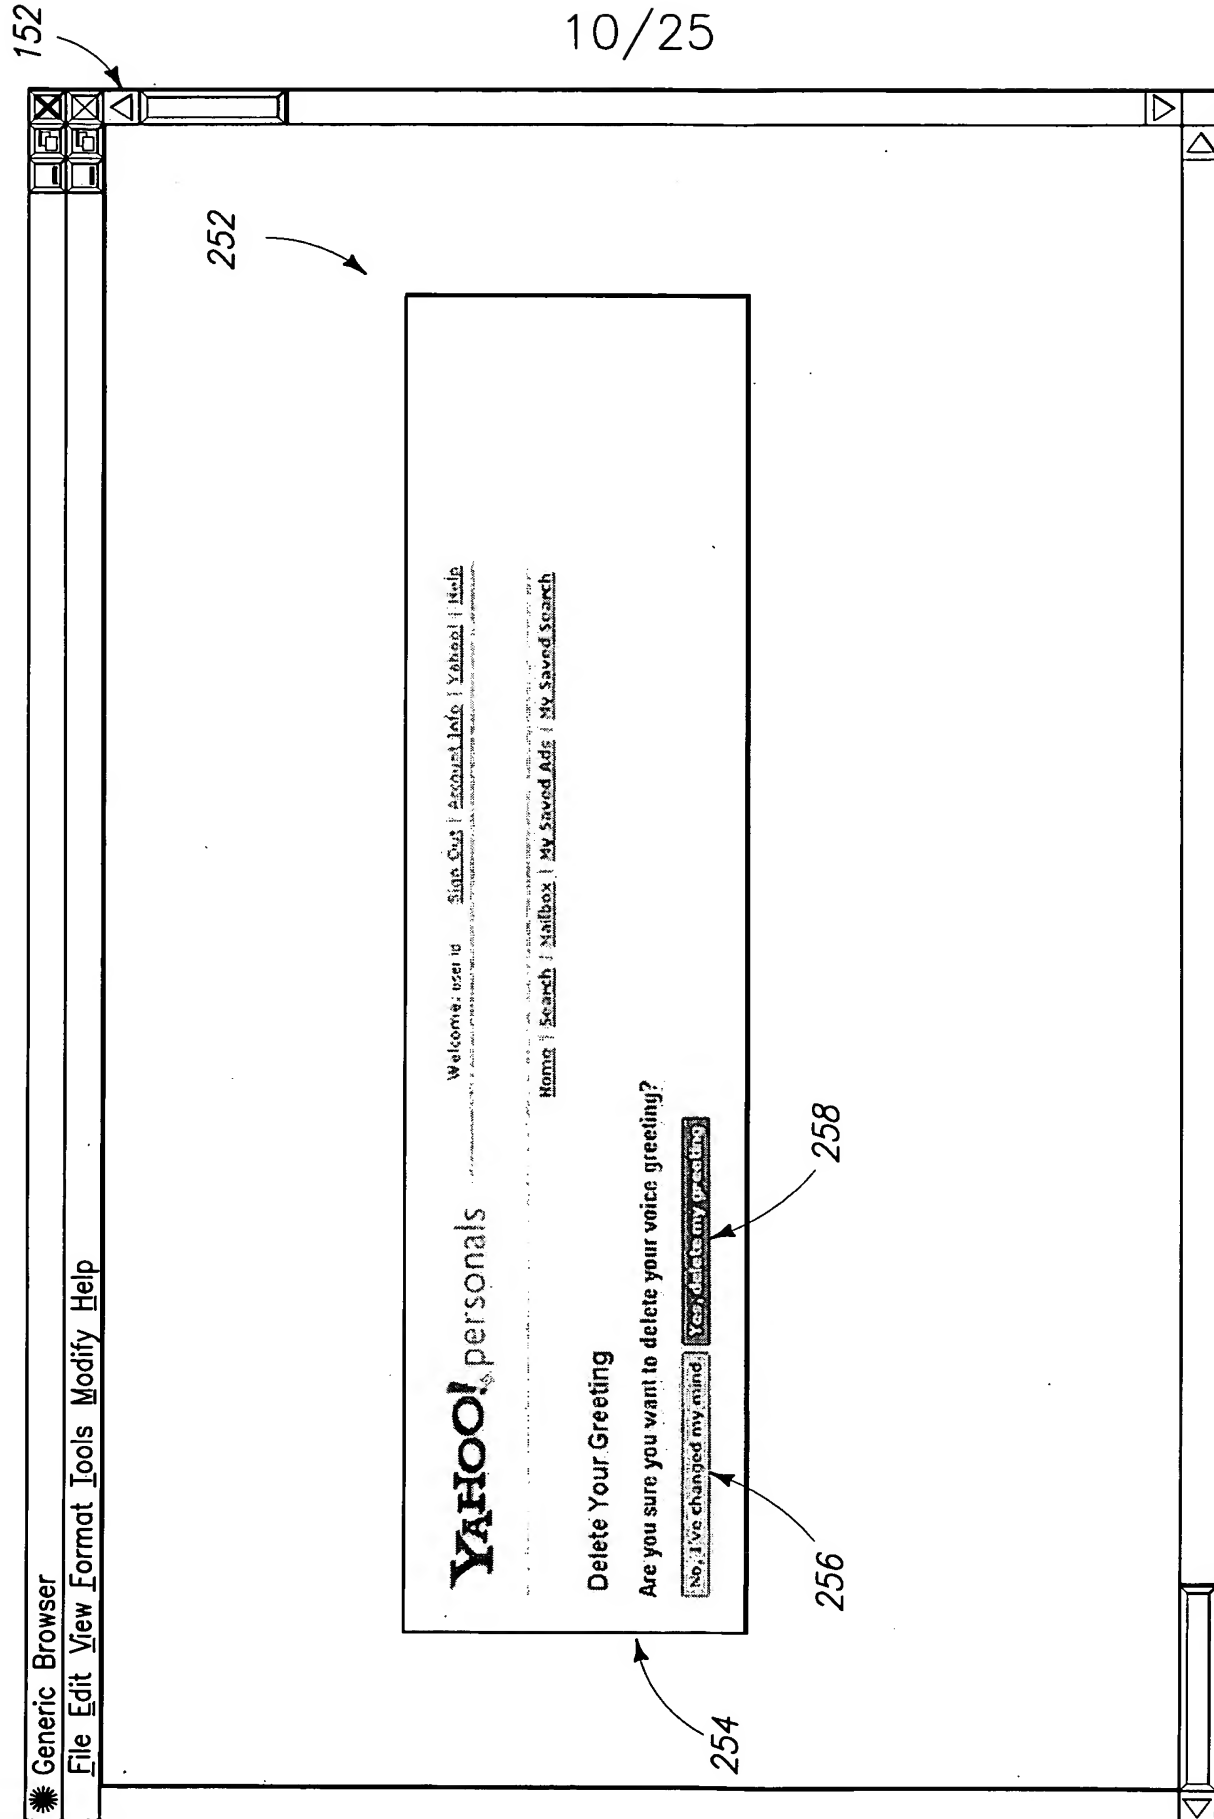 10/25
152
Generic Browser
File Edit View Format Tools Modify Help
252
YAHOO! personals
Welcome, user id Sign Out | Account Info | Yahoo! | Help
Home | Search | Mailbox | My Saved Ads | My Saved Search
Delete Your Greeting
Are you sure you want to delete your voice greeting?
No, I've changed my mind. Yes, delete my greeting
254
256
258